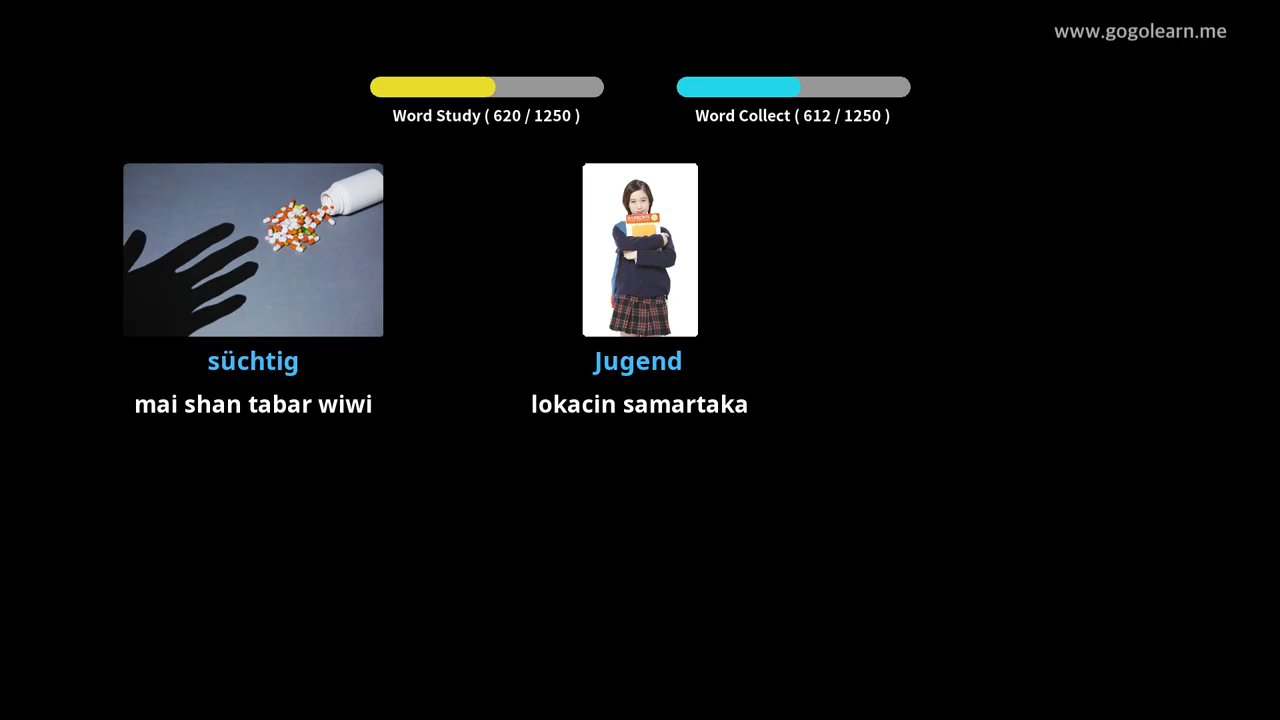 www.gogolearn.me
Word Study ( 620 / 1250 )
Word Collect ( 612 / 1250 )
süchtig
Jugend
mai shan tabar wiwi
lokacin samartaka